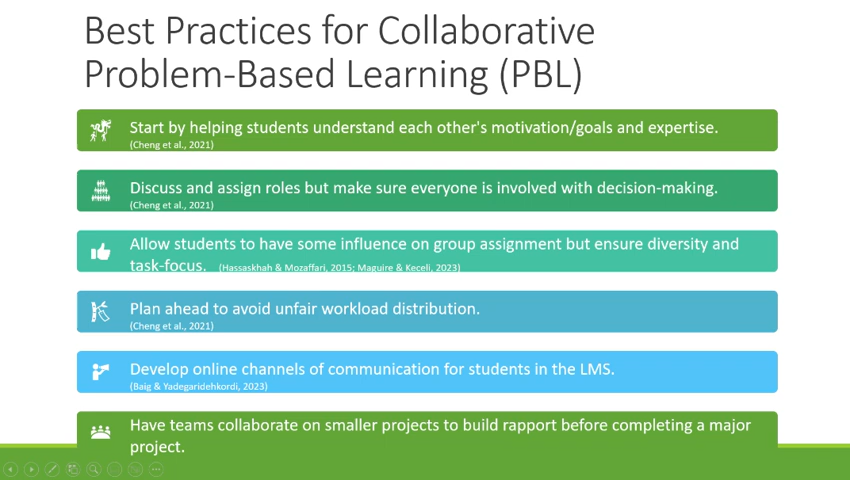 Best Practices for Collaborative
Problem-Based Learning (PBL)
Start by helping students understand each other's motivation/goals and expertise.
(Cheng et al., 2021)
Discuss and assign roles but make sure everyone is involved with decision-making.
(Cheng et al., 2021)
Allow students to have some influence on group assignment but ensure diversity and
task-focus. (Hassaskhah & Mozaffari, 2015; Maguire & Keceli, 2023)
Plan ahead to avoid unfair workload distribution.
(Cheng et al., 2021)
Develop online channels of communication for students in the LMS.
(Baig & Yadegaridehkordi, 2023)
Have teams collaborate on smaller projects to build rapport before completing a major
project.